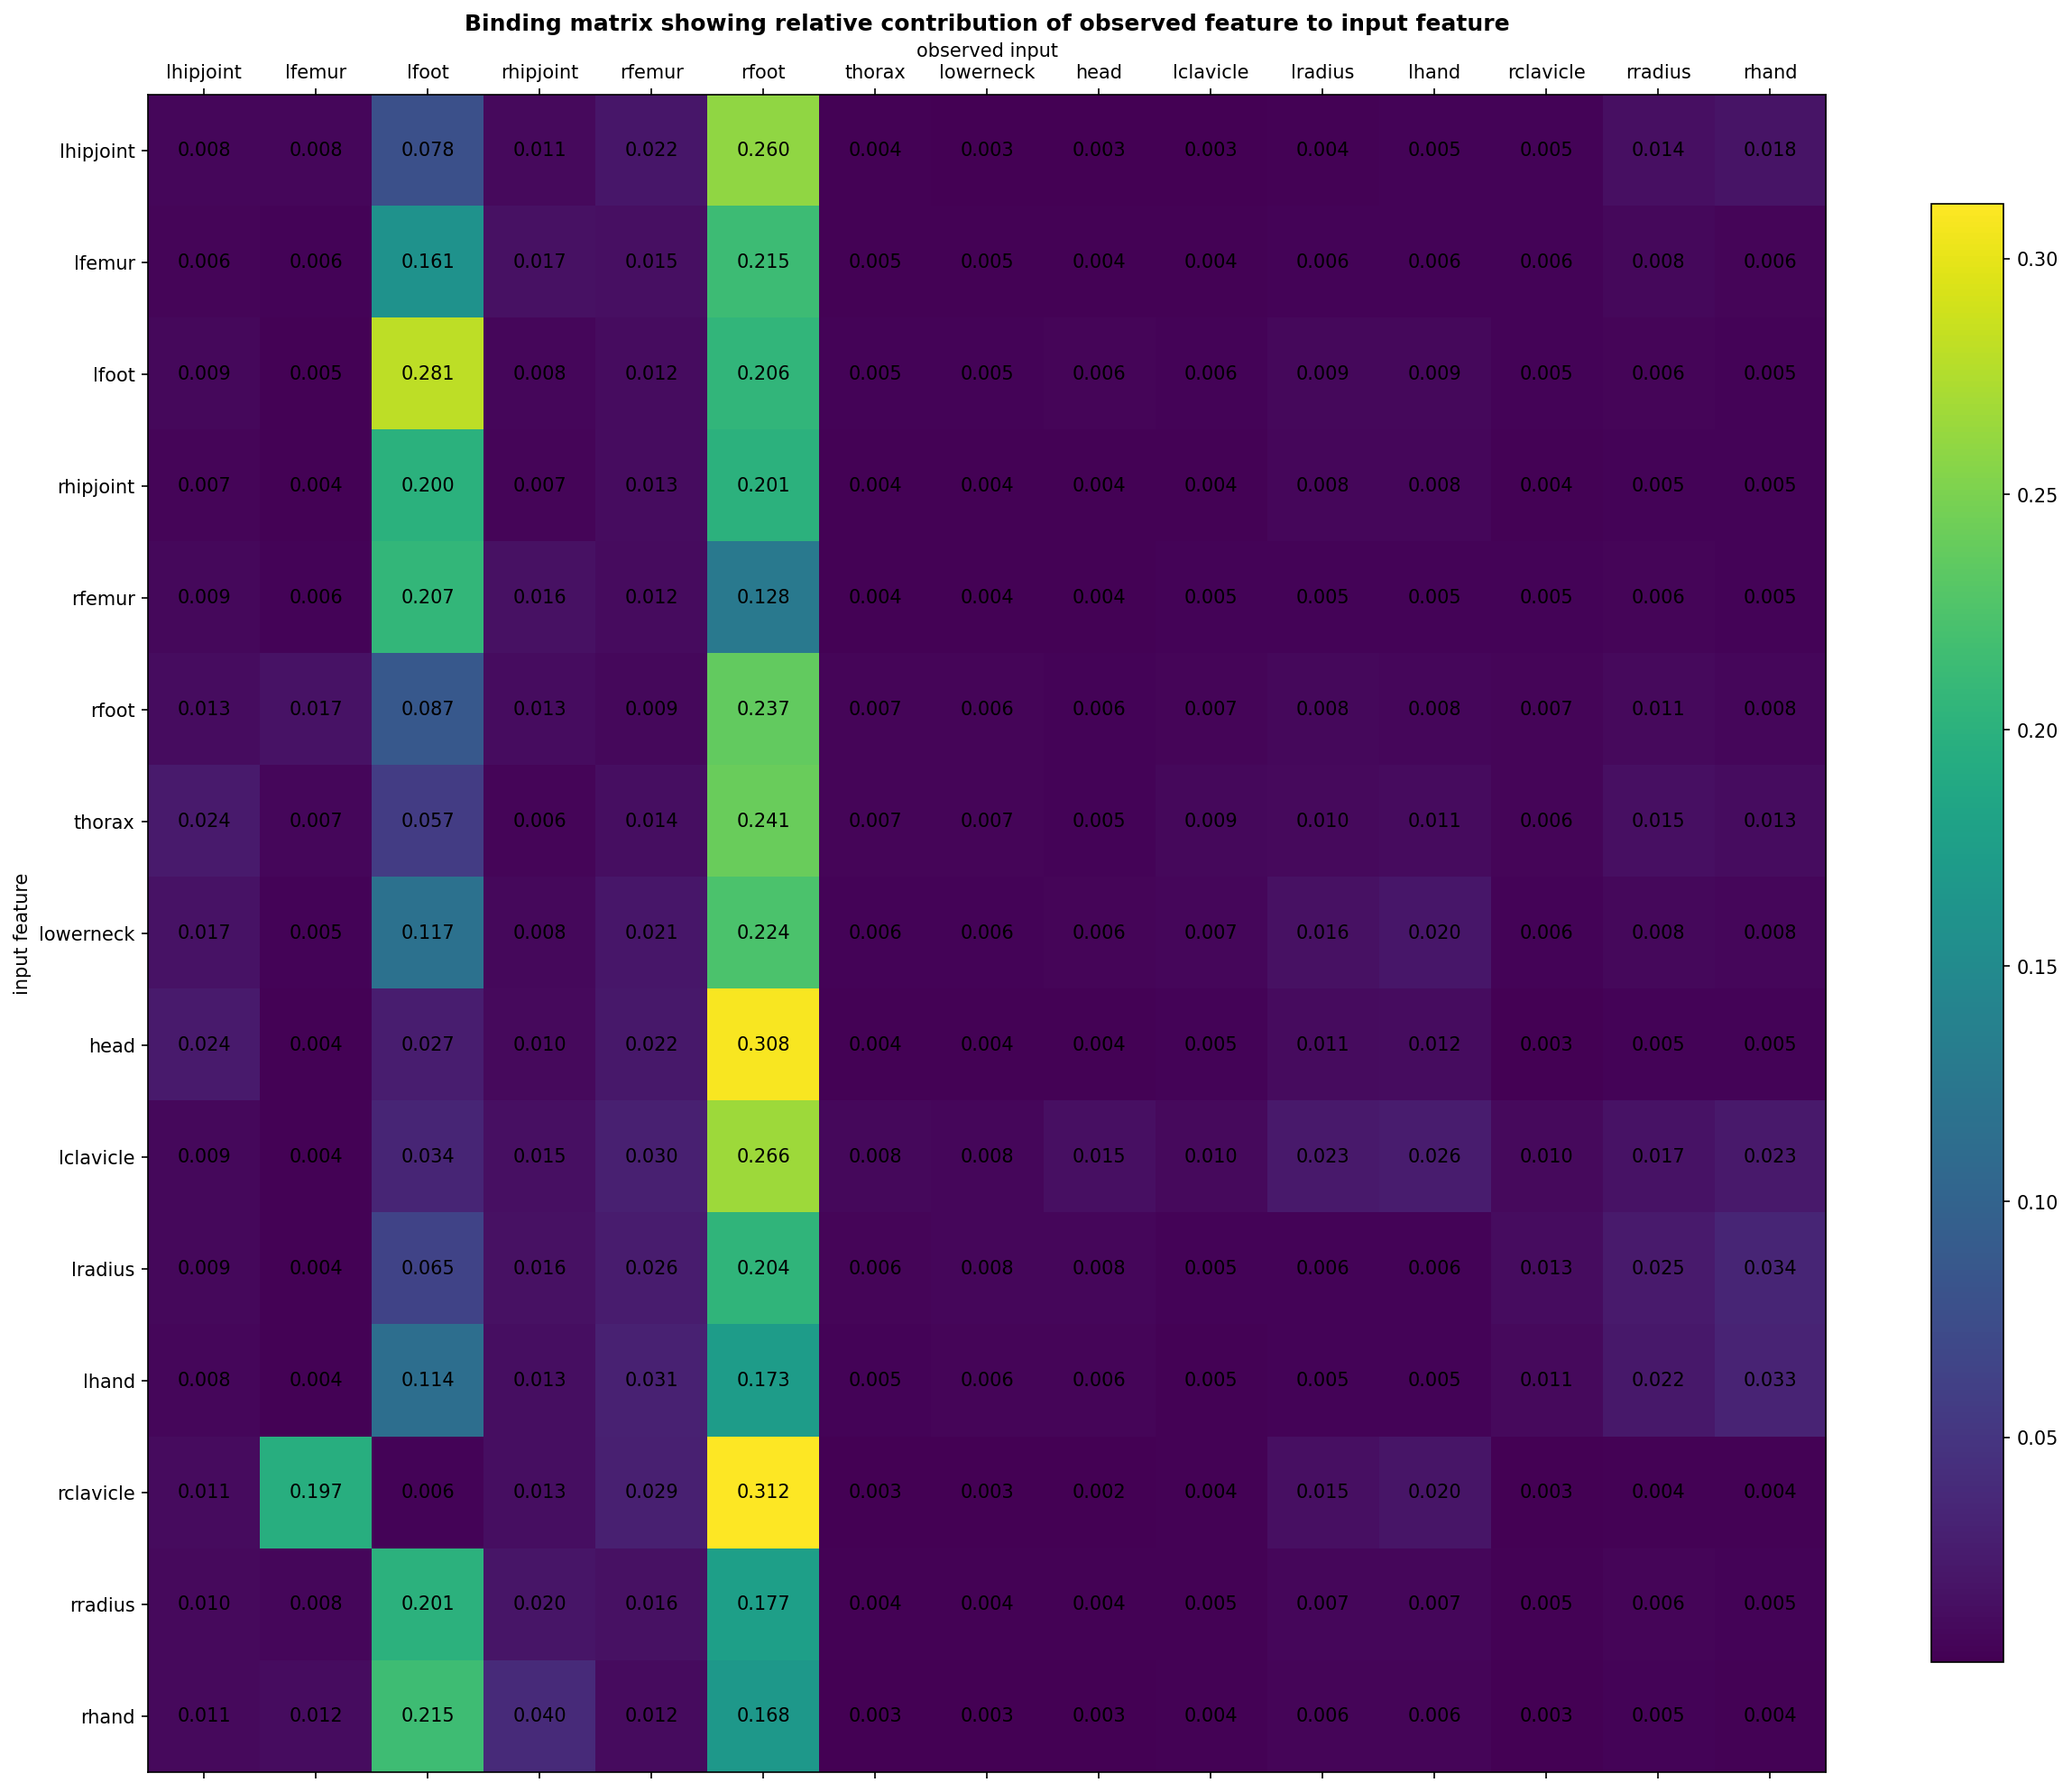 Binding matrix showing relative contribution of observed feature to input feature
observed input
lhipjoint lfemur lfoot rhipjoint rfemur rfoot thorax lowerneck head lclavicle lradius lhand rclavicle rradius rhand
lhipjoint 0.008 0.008 0.078 0.011 0.022 0.260 0.004 0.003 0.003 0.003 0.004 0.005 0.005 0.014 0.018
lfemur 0.006 0.006 0.161 0.017 0.015 0.215 0.005 0.005 0.004 0.004 0.006 0.006 0.006 0.008 0.006
lfoot 0.009 0.005 0.281 0.008 0.012 0.206 0.005 0.005 0.006 0.006 0.009 0.009 0.005 0.006 0.005
rhipjoint 0.007 0.004 0.200 0.007 0.013 0.201 0.004 0.004 0.004 0.004 0.008 0.008 0.004 0.005 0.005
rfemur 0.009 0.006 0.207 0.016 0.012 0.128 0.004 0.004 0.004 0.005 0.005 0.005 0.005 0.006 0.005
rfoot 0.013 0.017 0.087 0.013 0.009 0.237 0.007 0.006 0.006 0.007 0.008 0.008 0.007 0.011 0.008
thorax 0.024 0.007 0.057 0.006 0.014 0.241 0.007 0.007 0.005 0.009 0.010 0.011 0.006 0.015 0.013
lowerneck 0.017 0.005 0.117 0.008 0.021 0.224 0.006 0.006 0.006 0.007 0.016 0.020 0.006 0.008 0.008
head 0.024 0.004 0.027 0.010 0.022 0.308 0.004 0.004 0.004 0.005 0.011 0.012 0.003 0.005 0.005
lclavicle 0.009 0.004 0.034 0.015 0.030 0.266 0.008 0.008 0.015 0.010 0.023 0.026 0.010 0.017 0.023
lradius 0.009 0.004 0.065 0.016 0.026 0.204 0.006 0.008 0.008 0.005 0.006 0.006 0.013 0.025 0.034
lhand 0.008 0.004 0.114 0.013 0.031 0.173 0.005 0.006 0.006 0.005 0.005 0.005 0.011 0.022 0.033
rclavicle 0.011 0.197 0.006 0.013 0.029 0.312 0.003 0.003 0.002 0.004 0.015 0.020 0.003 0.004 0.004
rradius 0.010 0.008 0.201 0.020 0.016 0.177 0.004 0.004 0.004 0.005 0.007 0.007 0.005 0.006 0.005
rhand 0.011 0.012 0.215 0.040 0.012 0.168 0.003 0.003 0.003 0.004 0.006 0.006 0.003 0.005 0.004
input feature
0.30
0.25
0.20
0.15
0.10
0.05